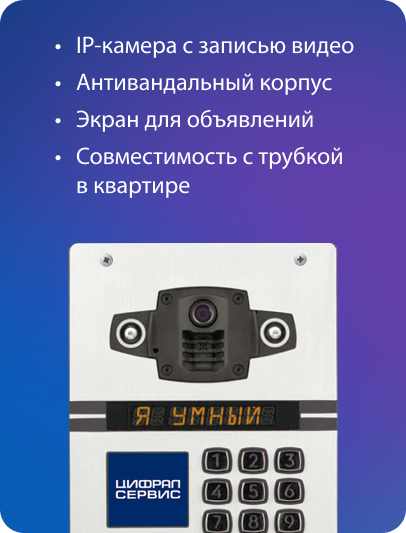 • IP-камера с записью видео
• Антивандальный корпус
• Экран для объявлений
• Совместимость с трубкой
в квартире
Я УМНЫЙ
ЦИФРАЛ
СЕРВИС
1 2 3
4 5 6
7 8 9